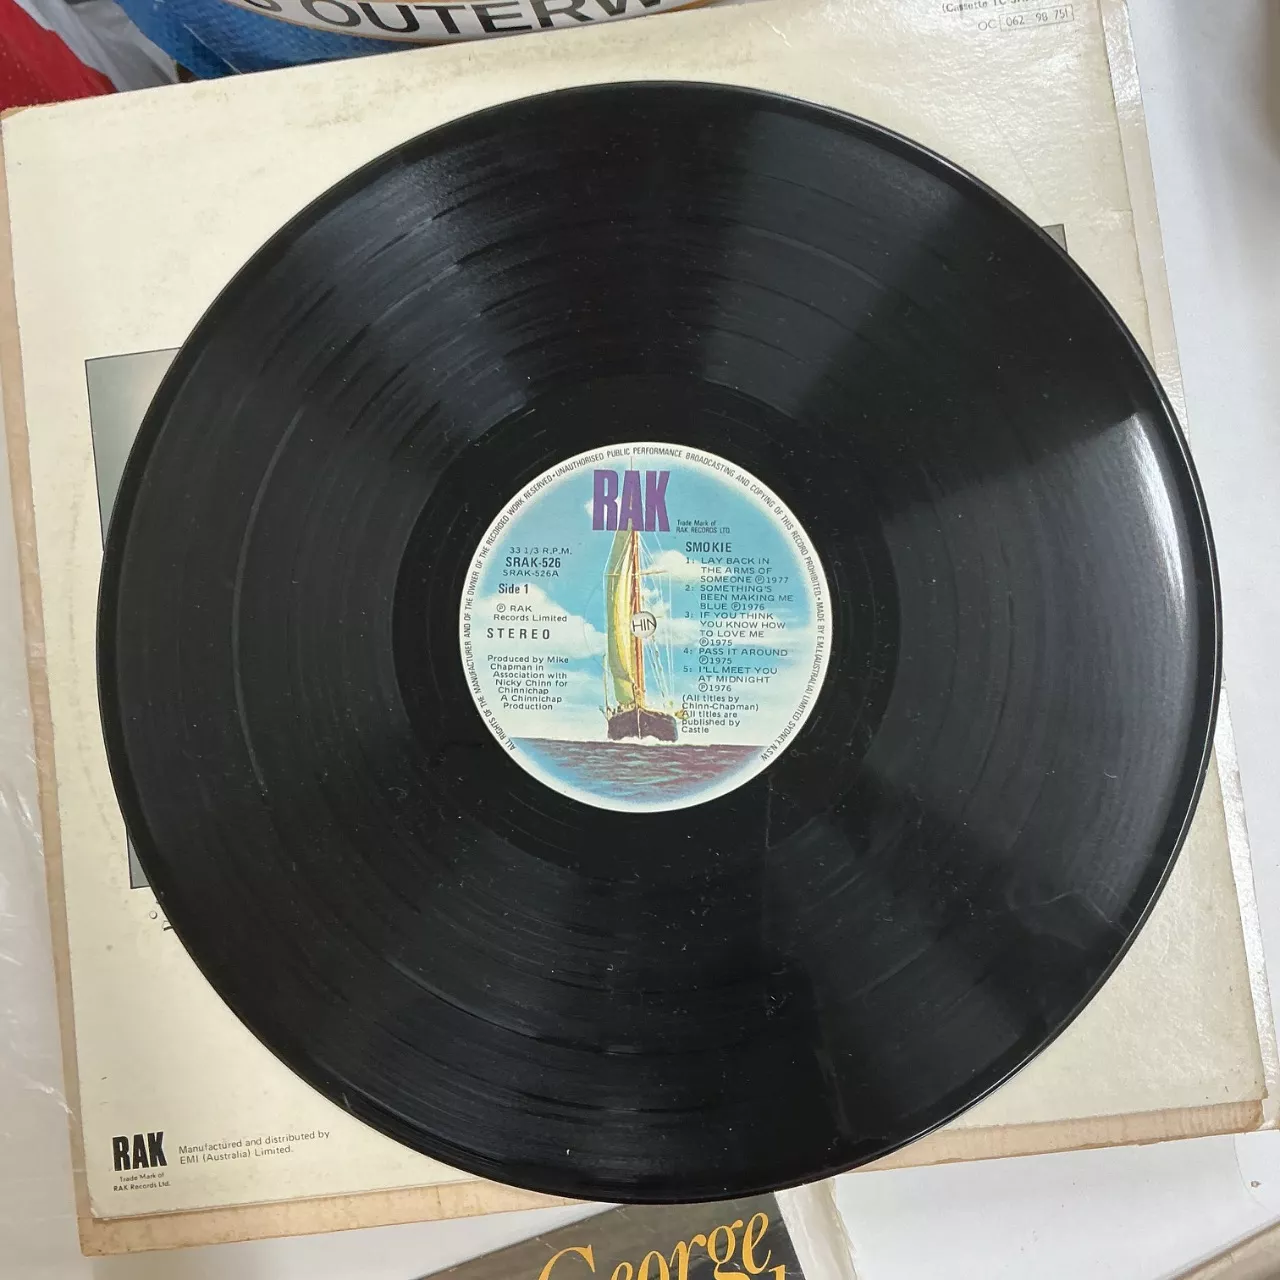 OUTERW
OC 062 98 751
ALL RIGHTS OF THE MANUFACTURER AND OF THE OWNER OF THE RECORDED WORK RESERVED • UNAUTHORISED PUBLIC PERFORMANCE BROADCASTING AND COPYING OF THIS RECORD PROHIBITED • MADE BY E.M.I. (AUSTRALIA) LIMITED SYDNEY N.S.W.
RAK
Trade Mark of
RAK RECORDS LTD.
33 1/3 R.P.M.
SRAK-526
SRAK-526A
Side 1
℗ RAK
Records Limited
STEREO
Produced by Mike
Chapman in
Association with
Nicky Chinn for
Chinnichap
A Chinnichap
Production
SMOKIE
1: LAY BACK IN
THE ARMS OF
SOMEONE ℗1977
2: SOMETHING'S
BEEN MAKING ME
BLUE ℗1976
3: IF YOU THINK
YOU KNOW HOW
TO LOVE ME
℗1975
4: PASS IT AROUND
℗1975
5: I'LL MEET YOU
AT MIDNIGHT
℗1976
(All titles by
Chinn-Chapman)
All titles are
published by
Castle
HIN
RAK
Trade Mark of
RAK Records Ltd.
Manufactured and distributed by
EMI (Australia) Limited.
George